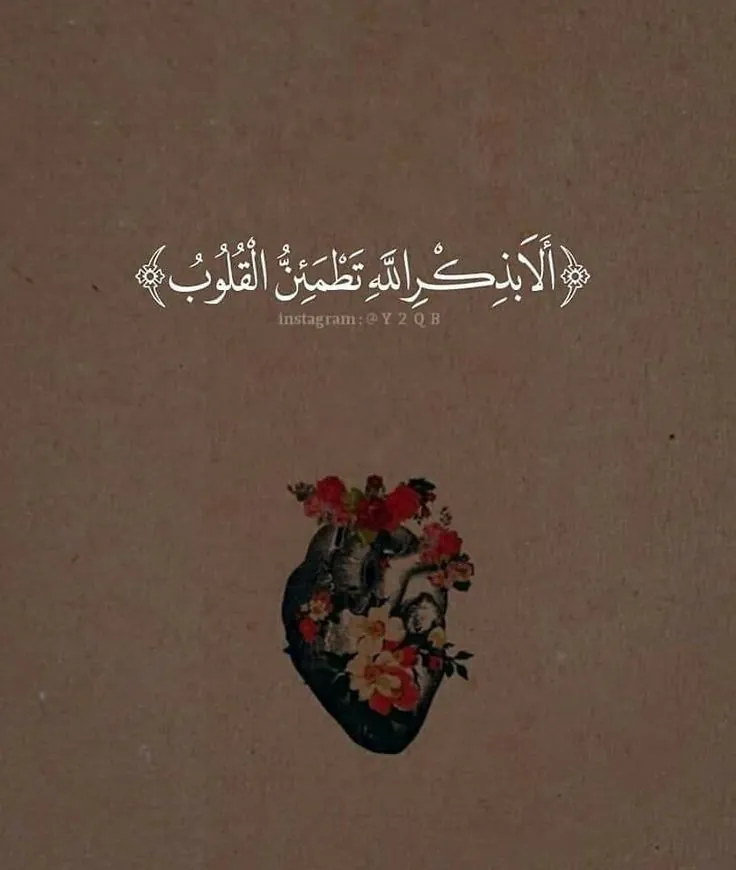 ﴿أَلَا بِذِكْرِ اللَّهِ تَطْمَئِنُّ الْقُلُوبُ﴾
instagram : @ Y 2 Q B